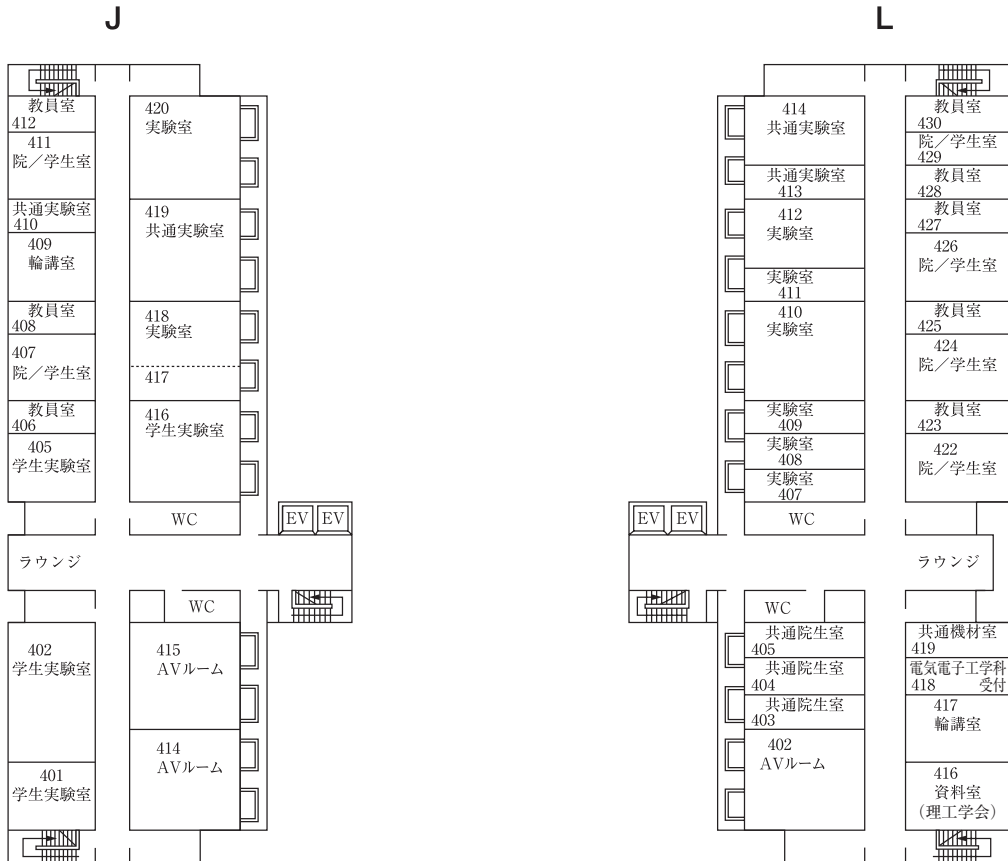 J
教員室
412
411
院／学生室
共通実験室
410
409
輪講室
教員室
408
407
院／学生室
教員室
406
405
学生実験室
420
実験室
419
共通実験室
418
実験室
417
416
学生実験室
WC
EV
EV
ラウンジ
WC
402
学生実験室
401
学生実験室
415
AVルーム
414
AVルーム
L
414
共通実験室
共通実験室
413
412
実験室
実験室
411
410
実験室
実験室
409
実験室
408
実験室
407
教員室
430
院／学生室
429
教員室
428
教員室
427
426
院／学生室
教員室
425
424
院／学生室
教員室
423
422
院／学生室
EV
EV
WC
ラウンジ
WC
共通院生室
405
共通院生室
404
共通院生室
403
402
AVルーム
共通機材室
419
電気電子工学科
418 受付
417
輪講室
416
資料室
（理工学会）